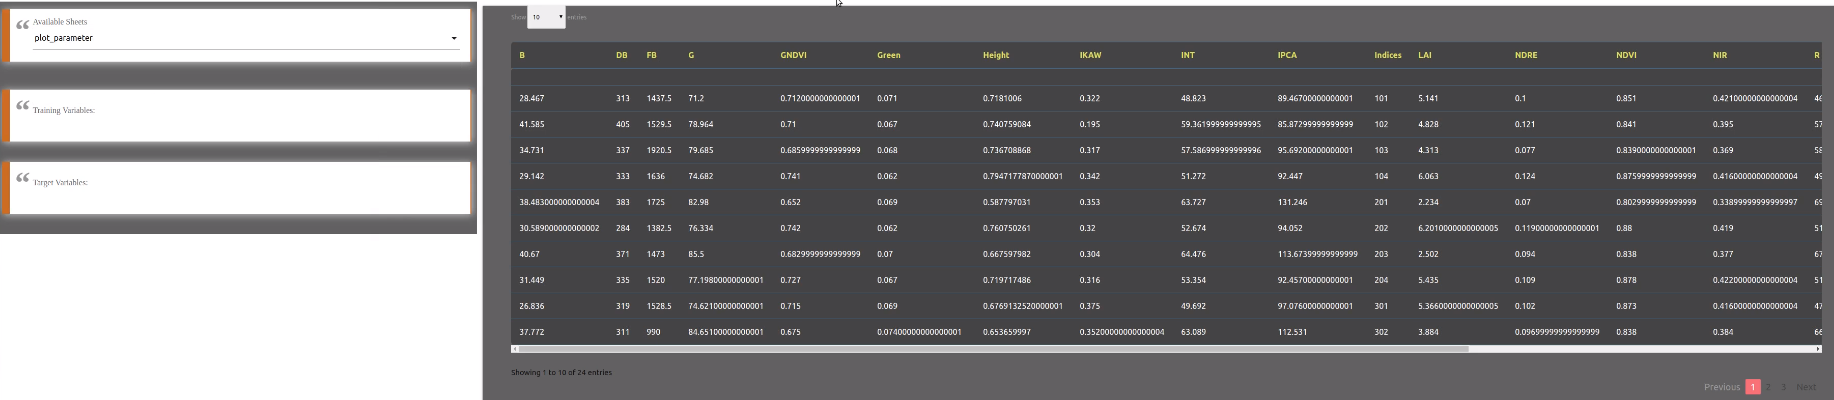 Available Sheets
plot_parameter
Training Variables:
Target Variables:
Show 10 entries
B DB FB G GNDVI Green Height IKAW INT IPCA Indices LAI NDRE NDVI NIR R
28.467 313 1437.5 71.2 0.7120000000000001 0.071 0.7181006 0.322 48.823 89.46700000000001 101 5.141 0.1 0.851 0.42100000000000004 46
41.585 405 1529.5 78.964 0.71 0.067 0.740759084 0.195 59.361999999999995 85.87299999999999 102 4.828 0.121 0.841 0.395 57
34.731 337 1920.5 79.685 0.6859999999999999 0.068 0.736708868 0.317 57.586999999999996 95.69200000000001 103 4.313 0.077 0.8390000000000001 0.369 58
29.142 333 1636 74.682 0.741 0.062 0.7947177870000001 0.342 51.272 92.447 104 6.063 0.124 0.8759999999999999 0.41600000000000004 49
38.483000000000004 383 1725 82.98 0.652 0.069 0.587797031 0.353 63.727 131.246 201 2.234 0.07 0.8029999999999999 0.33899999999999997 69
30.589000000000002 284 1382.5 76.334 0.742 0.062 0.760750261 0.32 52.674 94.052 202 6.2010000000000005 0.11900000000000001 0.88 0.419 51
40.67 371 1473 85.5 0.6829999999999999 0.07 0.667597982 0.304 64.476 113.67399999999999 203 2.502 0.094 0.838 0.377 67
31.449 335 1520 77.19800000000001 0.727 0.067 0.719717486 0.316 53.354 92.45700000000001 204 5.435 0.109 0.878 0.42200000000000004 51
26.836 319 1528.5 74.62100000000001 0.715 0.069 0.6769132520000001 0.375 49.692 97.07600000000001 301 5.3660000000000005 0.102 0.873 0.41600000000000004 47
37.772 311 990 84.65100000000001 0.675 0.07400000000000001 0.653659997 0.35200000000000004 63.089 112.531 302 3.884 0.09699999999999999 0.838 0.384 66
Showing 1 to 10 of 24 entries
Previous 1 2 3 Next